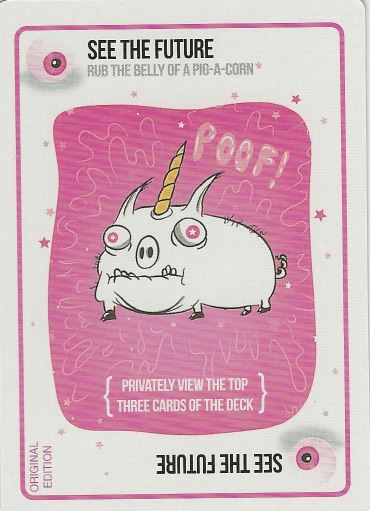 SEE THE FUTURE
RUB THE BELLY OF A PIG-A-CORN
POOF!
PRIVATELY VIEW THE TOP
THREE CARDS OF THE DECK
ORIGINAL
EDITION
SEE THE FUTURE